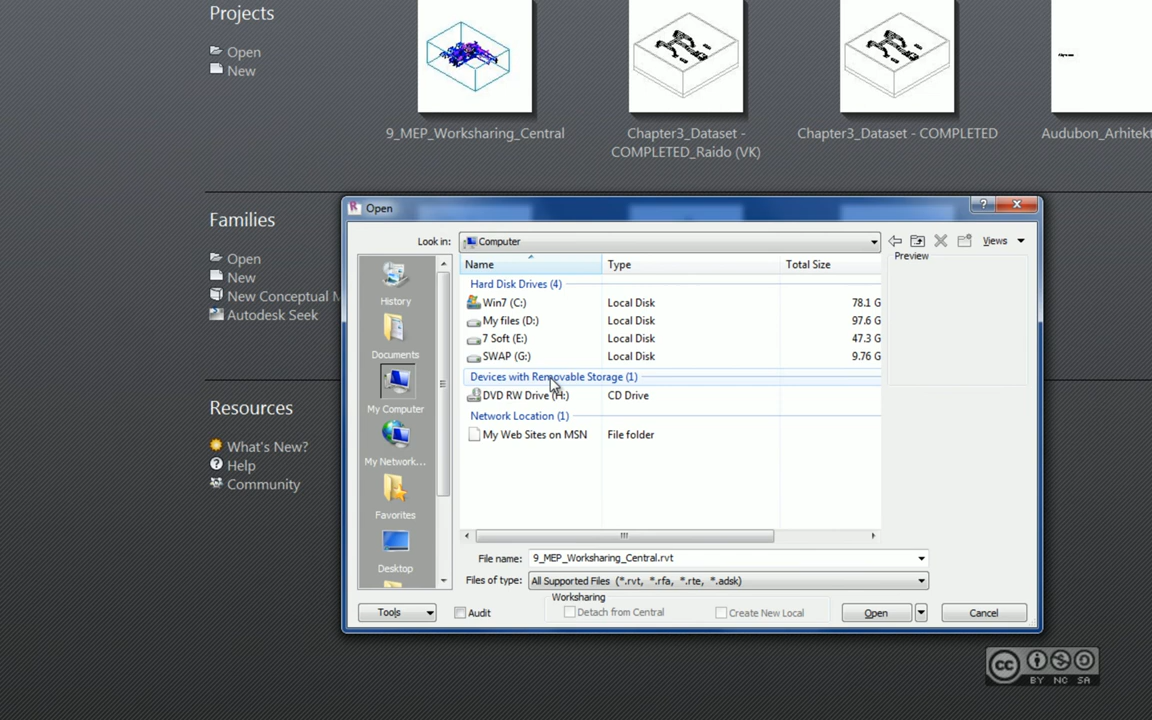 Projects
Open
New
9_MEP_Worksharing_Central
Chapter3_Dataset -
COMPLETED_Raido (VK)
Chapter3_Dataset - COMPLETED
Audubon_Arhitekt
Families
Open
New
New Conceptual M
Autodesk Seek
Resources
What's New?
Help
Community
Open
Look in:
Computer
Views
History
Documents
My Computer
My Network...
Favorites
Desktop
Name
Type
Total Size
Preview
Hard Disk Drives (4)
Win7 (C:) Local Disk 78.1 G
My files (D:) Local Disk 97.6 G
7 Soft (E:) Local Disk 47.3 G
SWAP (G:) Local Disk 9.76 G
Devices with Removable Storage (1)
DVD RW Drive (H:) CD Drive
Network Location (1)
My Web Sites on MSN File folder
File name: 9_MEP_Worksharing_Central.rvt
Files of type: All Supported Files (*.rvt, *.rfa, *.rte, *.adsk)
Worksharing
Tools
Audit
Detach from Central
Create New Local
Open
Cancel
cc
BY NC SA